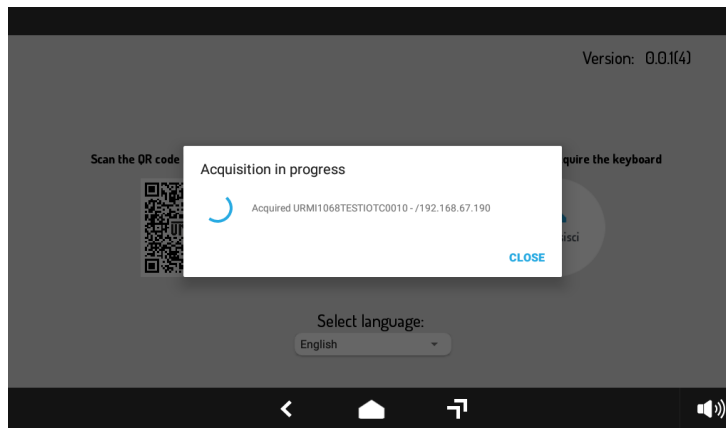 Version: 0.0.1(4)
Scan the QR code
quire the keyboard
Acquisition in progress
Acquired URMI1068TESTIOTC0010 - /192.168.67.190
isci
CLOSE
Select language:
English